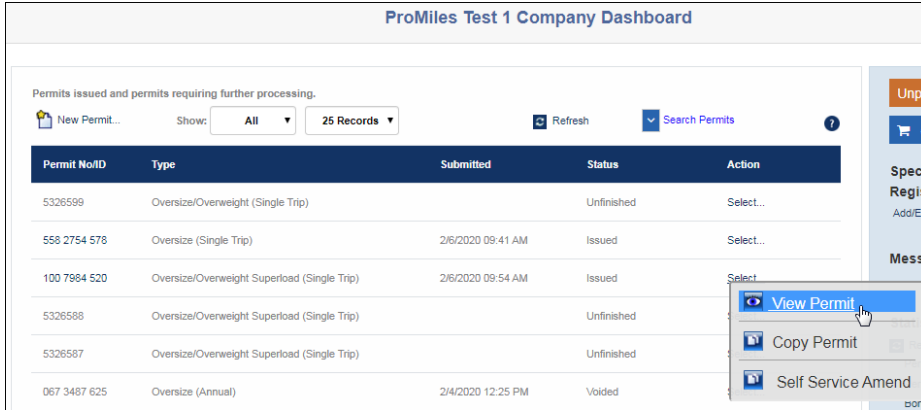 ProMiles Test 1 Company Dashboard
Permits issued and permits requiring further processing.
New Permit... Show: All 25 Records Refresh Search Permits ?
Unp
Permit No/ID Type Submitted Status Action
5326599 Oversize/Overweight (Single Trip) Unfinished Select...
Spec
Regis
Add/E
558 2754 578 Oversize (Single Trip) 2/6/2020 09:41 AM Issued Select...
Mess
100 7984 520 Oversize/Overweight Superload (Single Trip) 2/6/2020 09:54 AM Issued Select
View Permit
5326588 Oversize/Overweight Superload (Single Trip) Unfinished
Copy Permit
5326587 Oversize/Overweight Superload (Single Trip) Unfinished
Self Service Amend
067 3487 625 Oversize (Annual) 2/4/2020 12:25 PM Voided
Bor